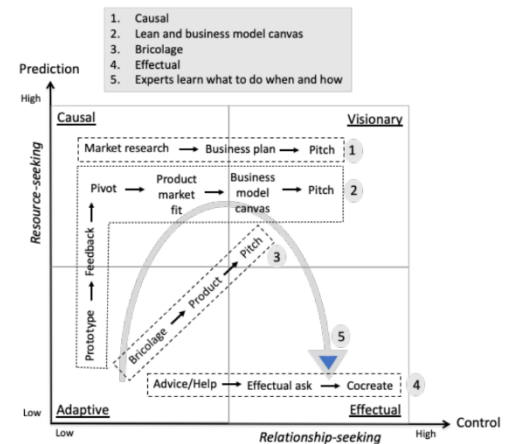 1. Causal
2. Lean and business model canvas
3. Bricolage
4. Effectual
5. Experts learn what to do when and how
Prediction
High
Causal
Visionary
Market research → Business plan → Pitch 1
Resource-seeking
Pivot → Product market fit → Business model canvas → Pitch 2
Prototype → Feedback
Bricolage → Product → Pitch
3
5
Advice/Help → Effectual ask → Cocreate 4
Low
Adaptive
Effectual
Control
Low
Relationship-seeking
High